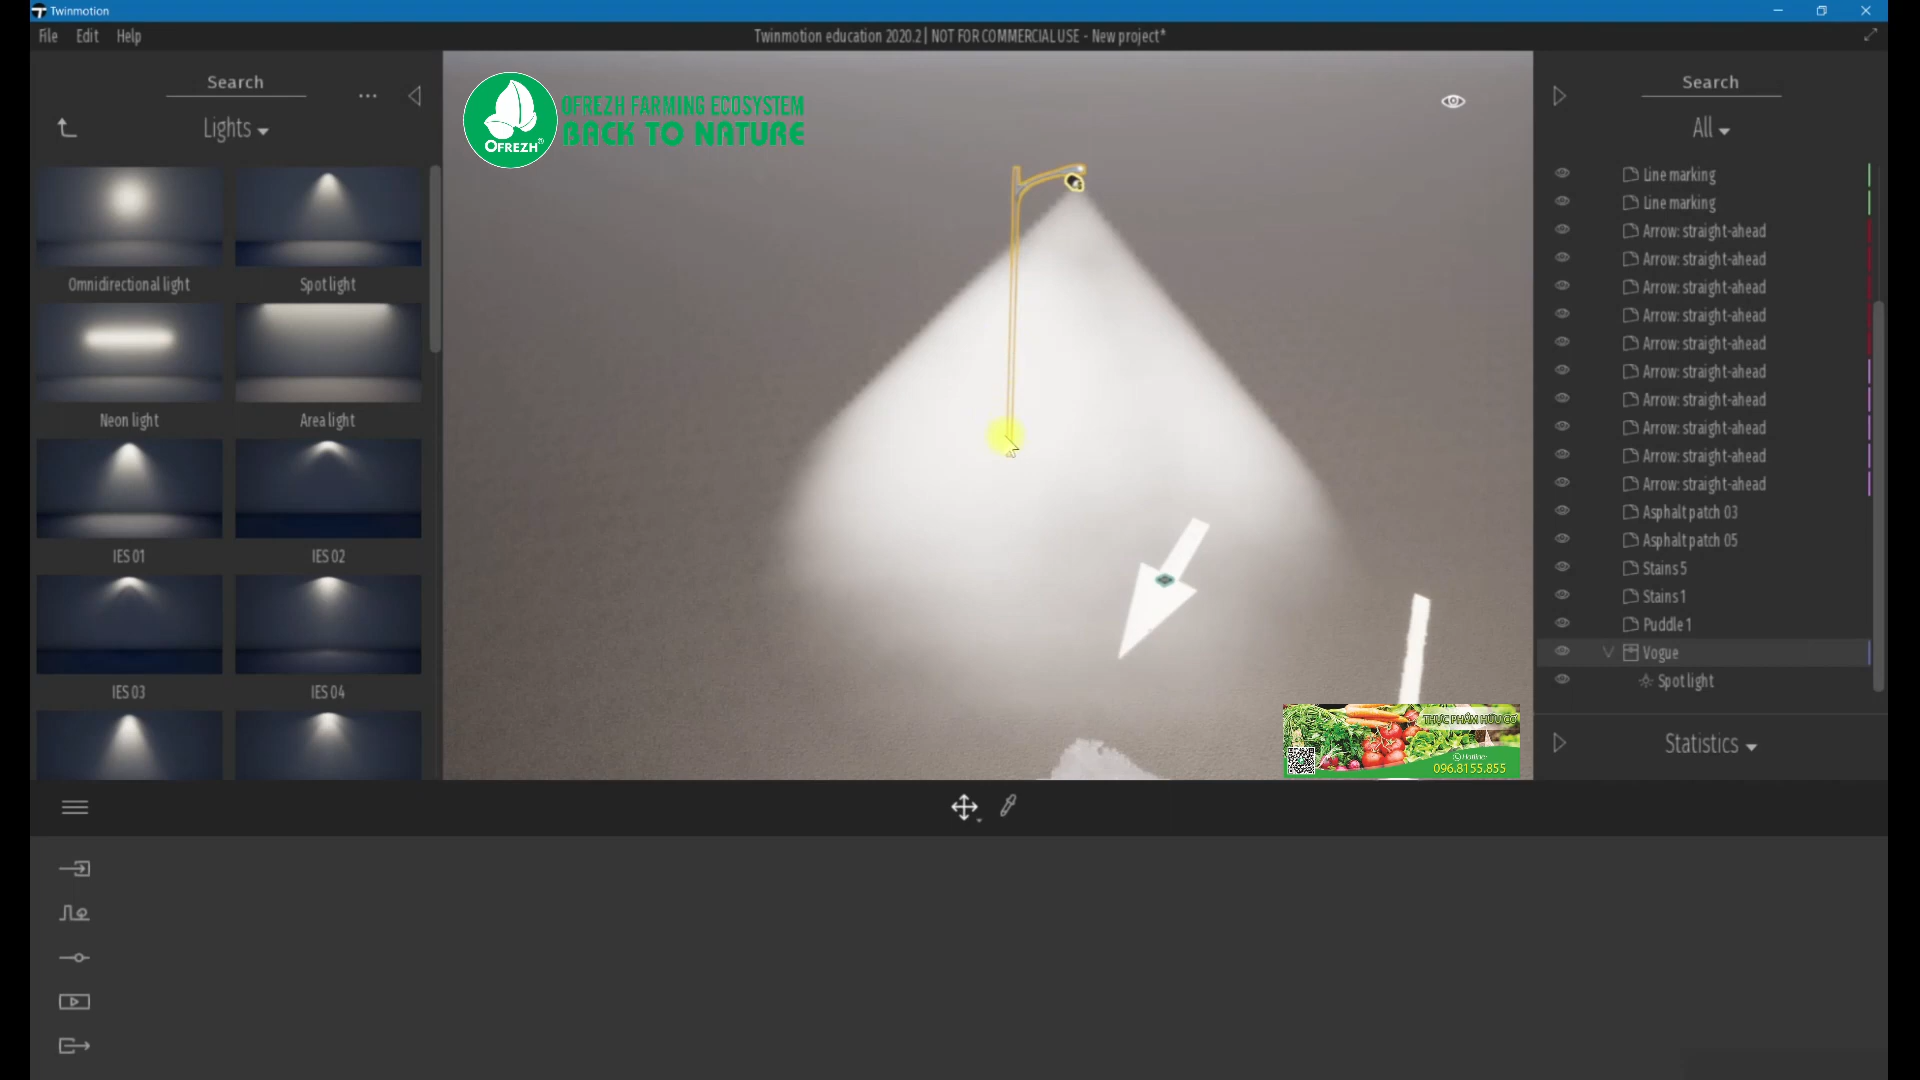 Twinmotion
File Edit Help
Twinmotion education 2020.2 | NOT FOR COMMERCIAL USE - New project*
Search
...
Lights
Omnidirectional light
Spot light
Neon light
Area light
IES 01
IES 02
IES 03
IES 04
OFREZH®
OFREZH FARMING ECOSYSTEM
BACK TO NATURE
THỰC PHẨM HỮU CƠ
Hotline:
096.8155.855
Search
All
Line marking
Line marking
Arrow: straight-ahead
Arrow: straight-ahead
Arrow: straight-ahead
Arrow: straight-ahead
Arrow: straight-ahead
Arrow: straight-ahead
Arrow: straight-ahead
Arrow: straight-ahead
Arrow: straight-ahead
Arrow: straight-ahead
Asphalt patch 03
Asphalt patch 05
Stains 5
Stains 1
Puddle 1
Vogue
Spot light
Statistics